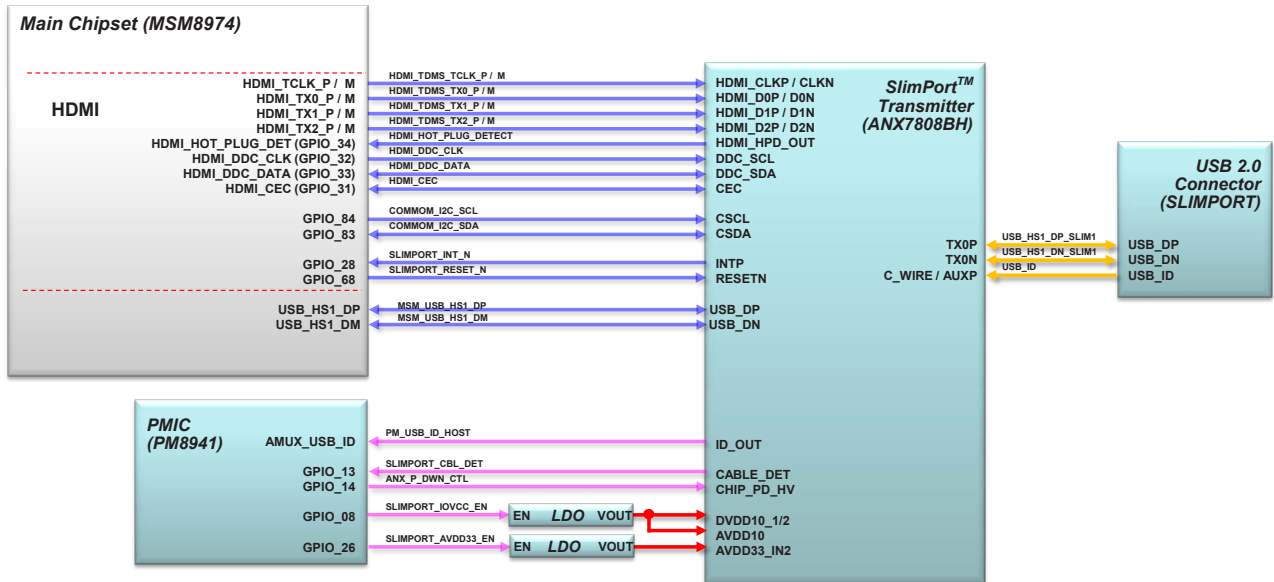 Main Chipset (MSM8974)
HDMI
HDMI_TCLK_P / M
HDMI_TX0_P / M
HDMI_TX1_P / M
HDMI_TX2_P / M
HDMI_HOT_PLUG_DET (GPIO_34)
HDMI_DDC_CLK (GPIO_32)
HDMI_DDC_DATA (GPIO_33)
HDMI_CEC (GPIO_31)
GPIO_84
GPIO_83
GPIO_28
GPIO_68
USB_HS1_DP
USB_HS1_DM
HDMI_TDMS_TCLK_P / M
HDMI_TDMS_TX0_P / M
HDMI_TDMS_TX1_P / M
HDMI_TDMS_TX2_P / M
HDMI_HOT_PLUG_DETECT
HDMI_DDC_CLK
HDMI_DDC_DATA
HDMI_CEC
COMMOM_I2C_SCL
COMMOM_I2C_SDA
SLIMPORT_INT_N
SLIMPORT_RESET_N
MSM_USB_HS1_DP
MSM_USB_HS1_DM
SlimPort™
Transmitter
(ANX7808BH)
HDMI_CLKP / CLKN
HDMI_D0P / D0N
HDMI_D1P / D1N
HDMI_D2P / D2N
HDMI_HPD_OUT
DDC_SCL
DDC_SDA
CEC
CSCL
CSDA
INTP
RESETN
USB_DP
USB_DN
TX0P
TX0N
C_WIRE / AUXP
USB_HS1_DP_SLIM1
USB_HS1_DN_SLIM1
USB_ID
USB 2.0
Connector
(SLIMPORT)
USB_DP
USB_DN
USB_ID
PMIC
(PM8941)
AMUX_USB_ID
GPIO_13
GPIO_14
GPIO_08
GPIO_26
PM_USB_ID_HOST
SLIMPORT_CBL_DET
ANX_P_DWN_CTL
SLIMPORT_IOVCC_EN
SLIMPORT_AVDD33_EN
EN LDO VOUT
EN LDO VOUT
ID_OUT
CABLE_DET
CHIP_PD_HV
DVDD10_1/2
AVDD10
AVDD33_IN2